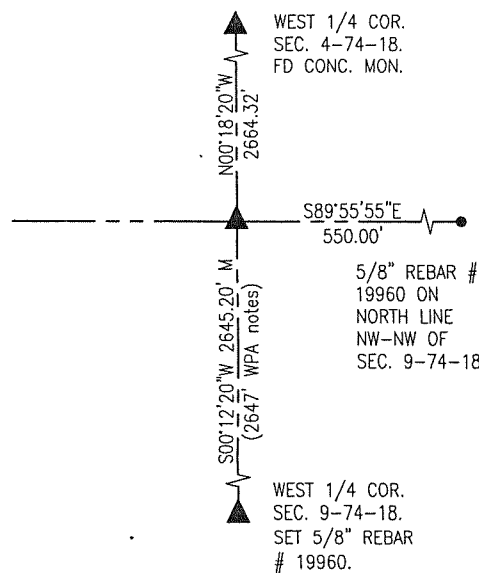 WEST 1/4 COR.
SEC. 4-74-18.
FD CONC. MON.
N00°18'20"W
2664.32'
S89°55'55"E
550.00'
5/8" REBAR #
19960 ON
NORTH LINE
NW-NW OF
SEC. 9-74-18
S00°12'20"W 2645.20' M
(2647' WPA notes)
WEST 1/4 COR.
SEC. 9-74-18.
SET 5/8" REBAR
# 19960.